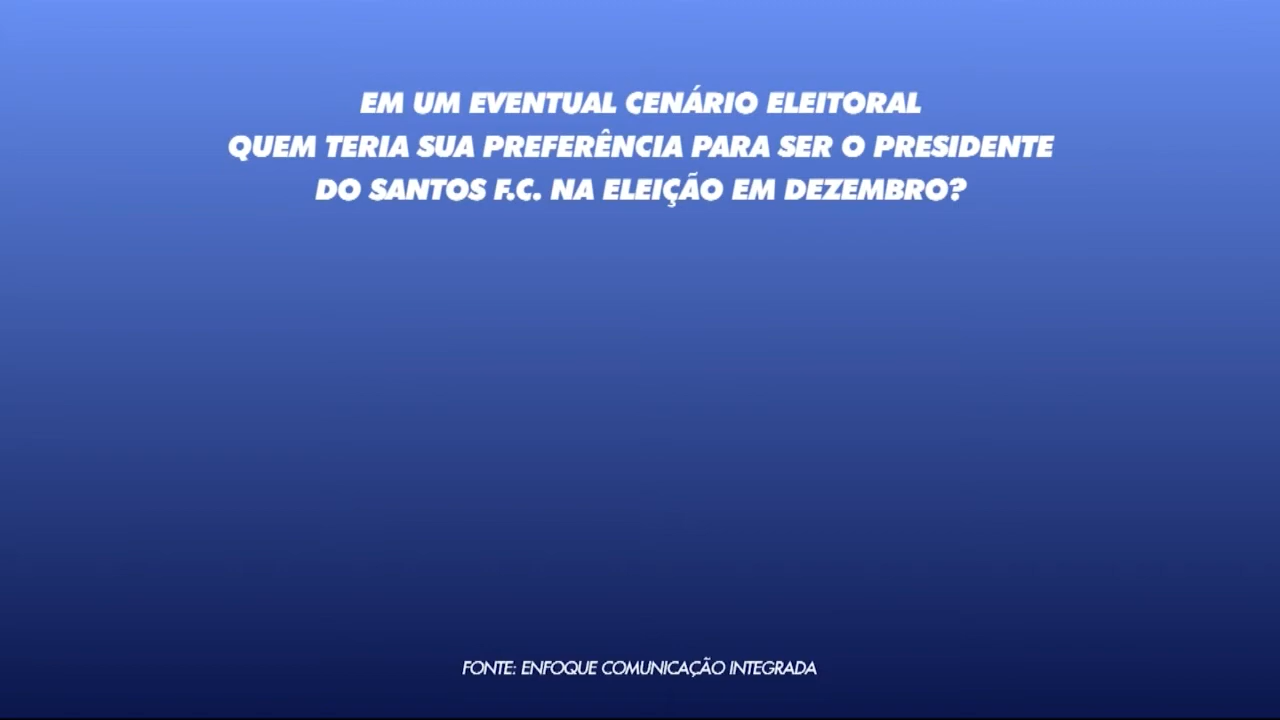 EM UM EVENTUAL CENÁRIO ELEITORAL
QUEM TERIA SUA PREFERÊNCIA PARA SER O PRESIDENTE
DO SANTOS F.C. NA ELEIÇÃO EM DEZEMBRO?
FONTE: ENFOQUE COMUNICAÇÃO INTEGRADA